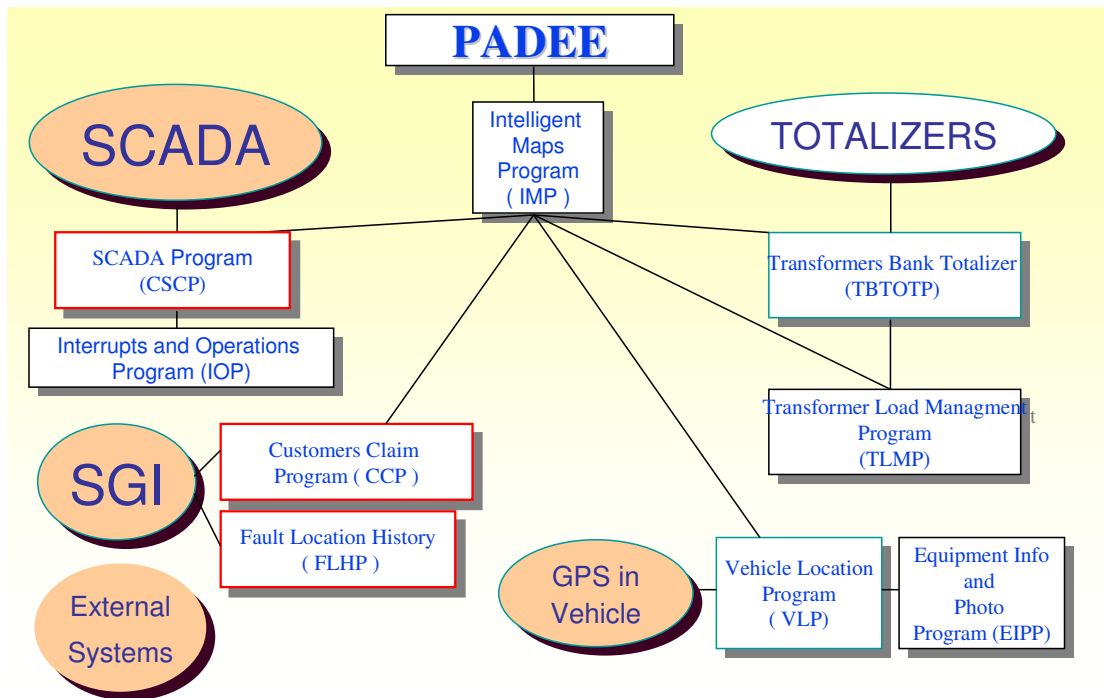 PADEE
Intelligent
Maps
Program
( IMP )
SCADA
TOTALIZERS
SCADA Program
(CSCP)
Transformers Bank Totalizer
(TBTOTP)
Interrupts and Operations
Program (IOP)
Transformer Load Managment
t
Program
(TLMP)
SGI
Customers Claim
Program ( CCP )
Fault Location History
( FLHP )
GPS in
Vehicle
Vehicle Location
Program
( VLP)
Equipment Info
and
Photo
Program (EIPP)
External
Systems